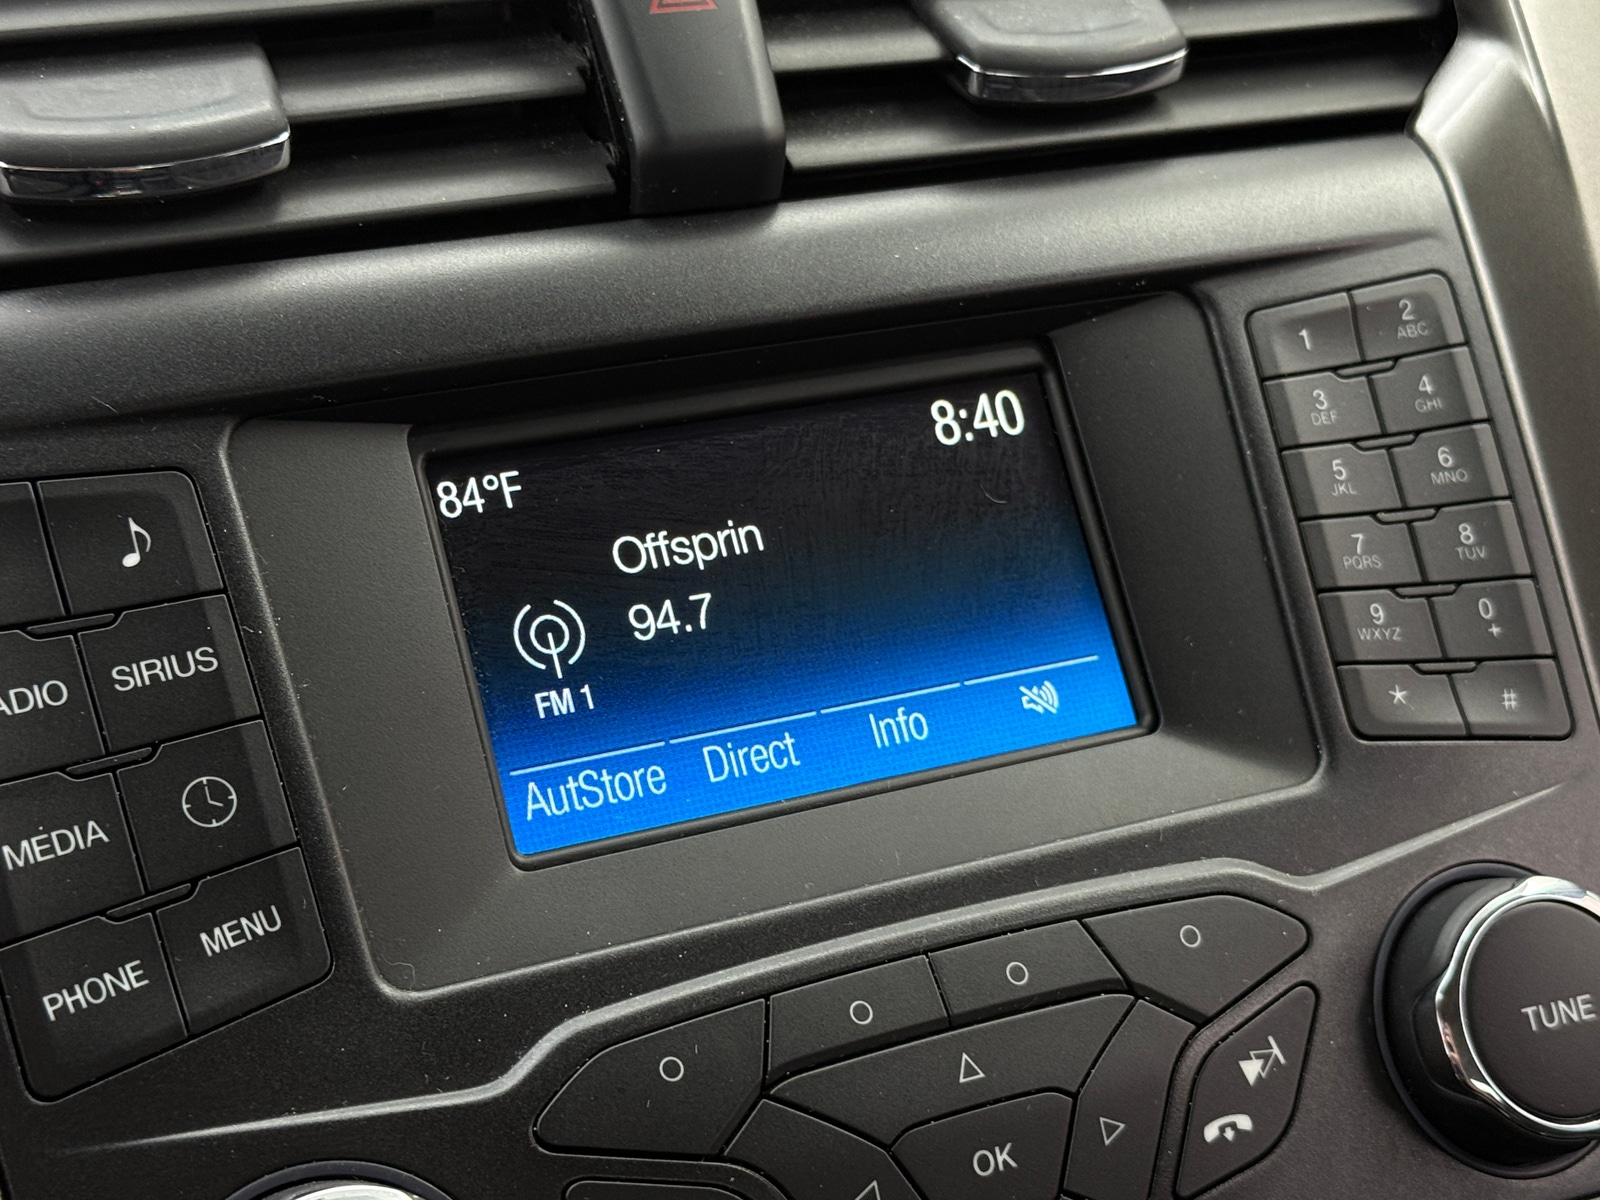 8:40
84°F
Offsprin
94.7
FM 1
AutStore Direct Info
SIRIUS
MEDIA
PHONE
MENU
1
2 ABC
3 DEF
4 GHI
5 JKL
6 MNO
7 PQRS
8 TUV
9 WXYZ
0 +
* #
TUNE
OK